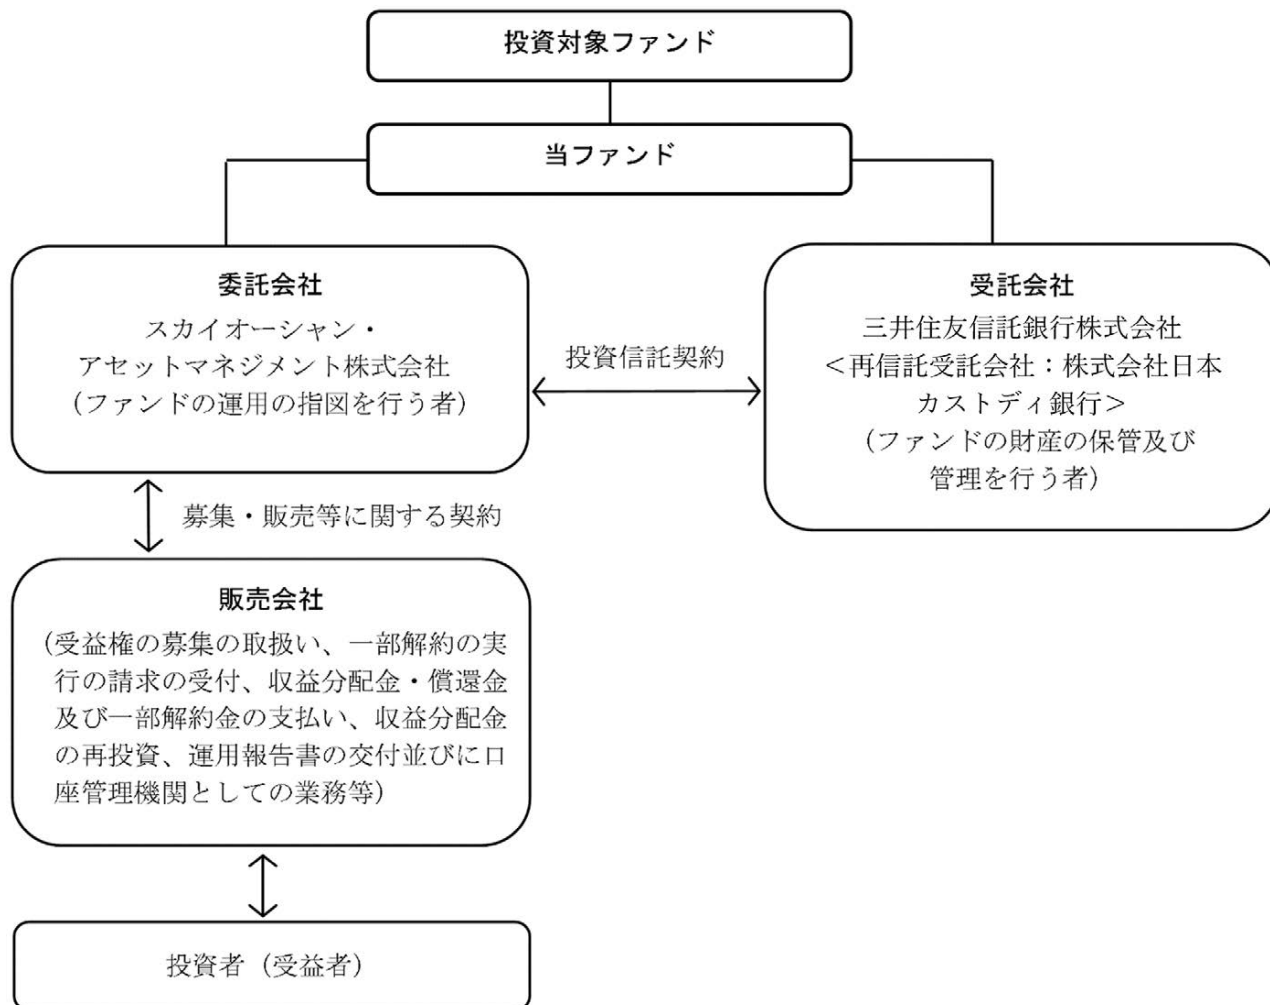 投資対象ファンド
当ファンド
委託会社
スカイオーシャン・
アセットマネジメント株式会社
（ファンドの運用の指図を行う者）
投資信託契約
受託会社
三井住友信託銀行株式会社
＜再信託受託会社：株式会社日本
カストディ銀行＞
（ファンドの財産の保管及び
管理を行う者）
募集・販売等に関する契約
販売会社
（受益権の募集の取扱い、一部解約の実
行の請求の受付、収益分配金・償還金
及び一部解約金の支払い、収益分配金
の再投資、運用報告書の交付並びに口
座管理機関としての業務等）
投資者（受益者）